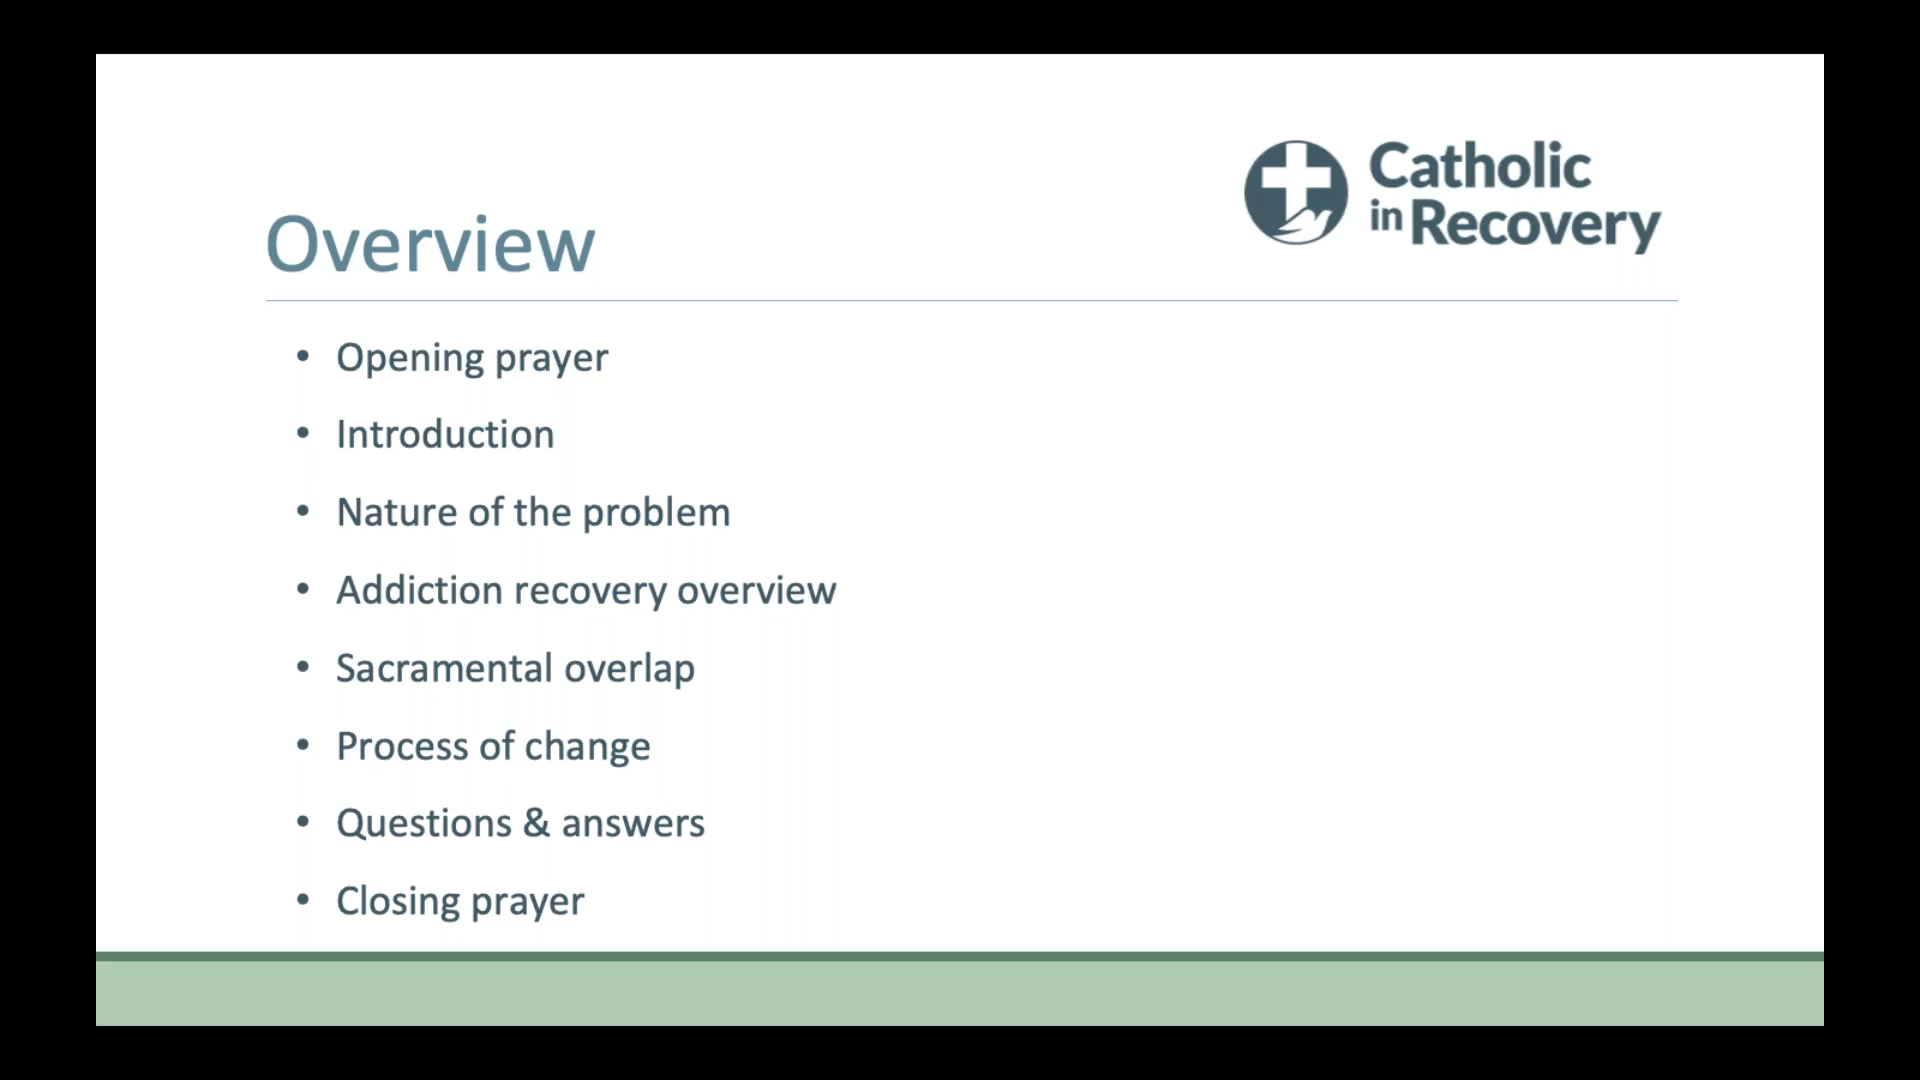 Catholic
in Recovery
Overview
• Opening prayer
• Introduction
• Nature of the problem
• Addiction recovery overview
• Sacramental overlap
• Process of change
• Questions & answers
• Closing prayer